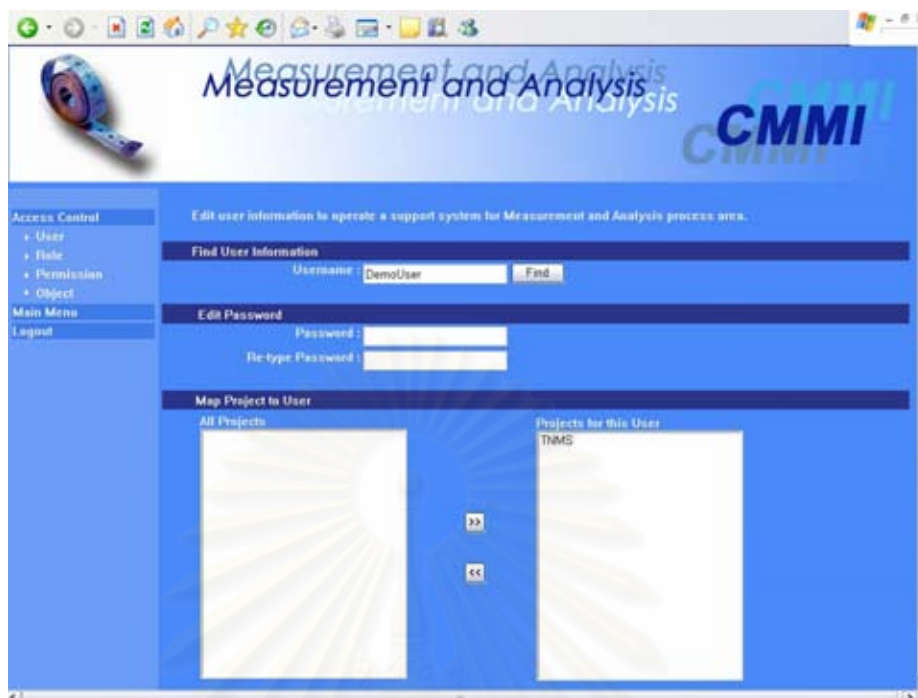 Measurement and Analysis
CMMI
Access Control
User
Role
Permission
Object
Main Menu
Logout
Edit user information to operate a support system for Measurement and Analysis process area.
Find User Information
Username : DemoUser Find
Edit Password
Password :
Re-type Password :
Map Project to User
All Projects
Projects for this User
TNMS
>>
<<